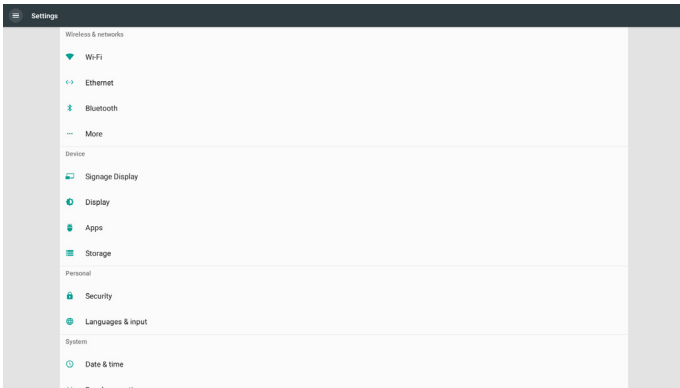 Settings
Wireless & networks
Wi-Fi
Ethernet
Bluetooth
More
Device
Signage Display
Display
Apps
Storage
Personal
Security
Languages & input
System
Date & time